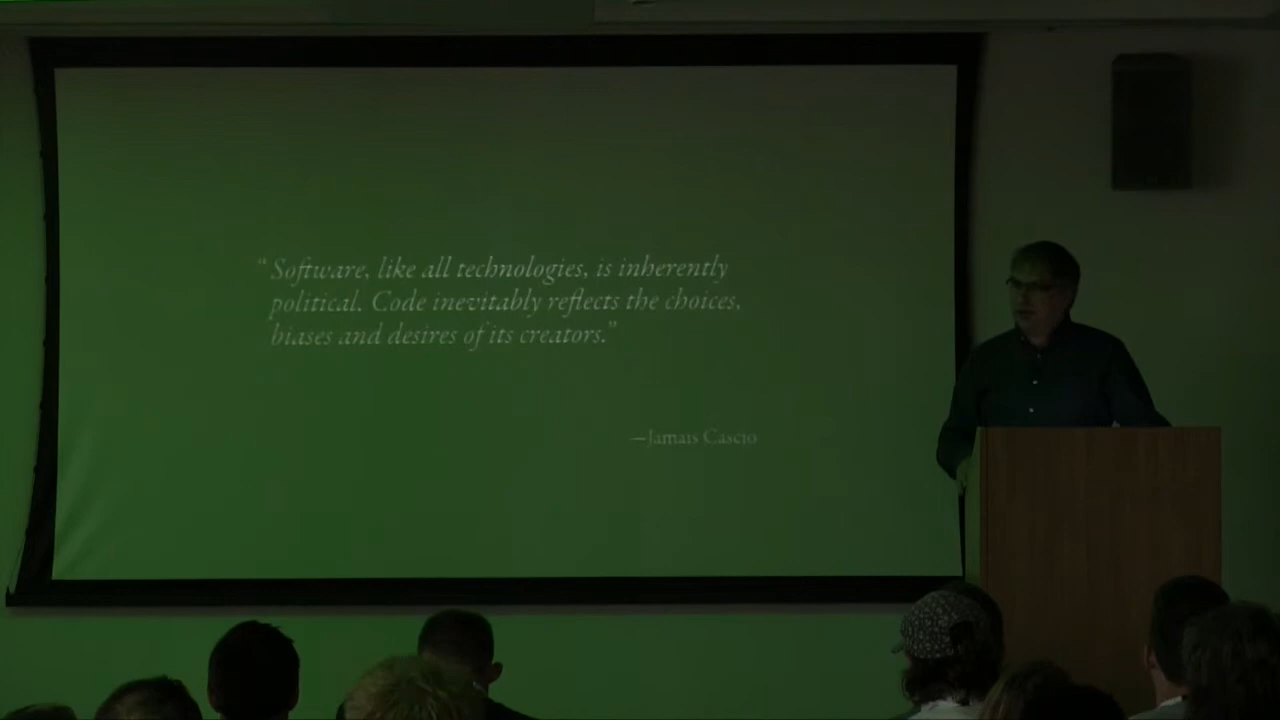 “Software, like all technologies, is inherently
political. Code inevitably reflects the choices,
biases and desires of its creators.”
—Jamais Cascio